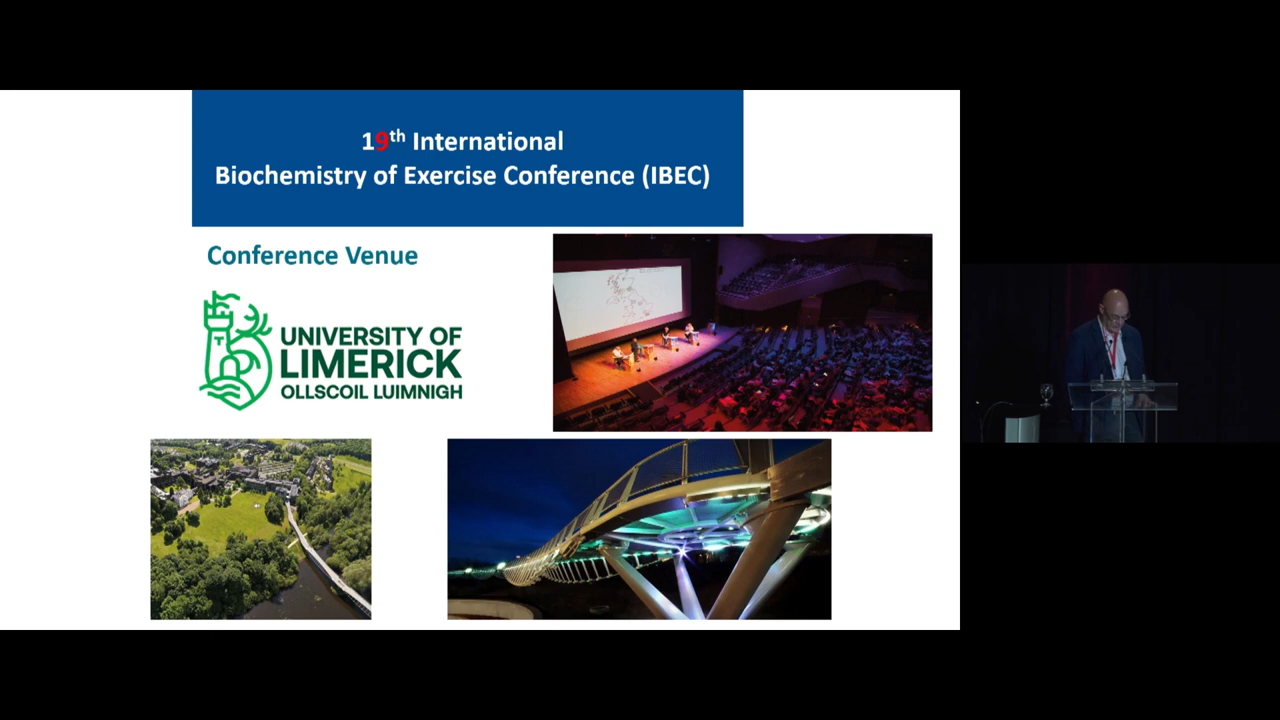 19th International
Biochemistry of Exercise Conference (IBEC)
Conference Venue
UNIVERSITY OF
LIMERICK
OLLSCOIL LUIMNIGH